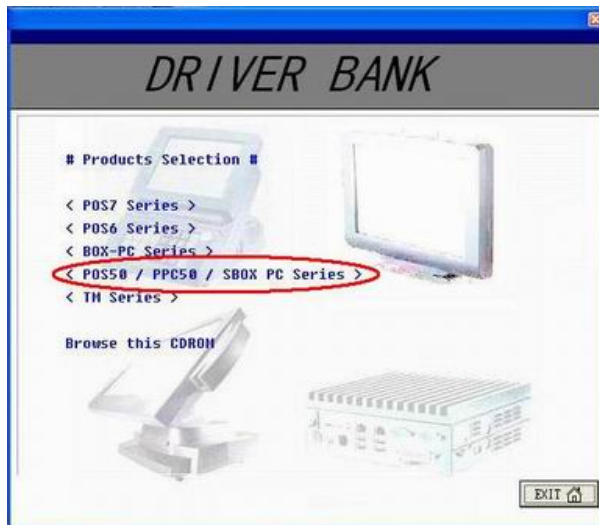 DRIVER BANK
# Products Selection #
< POS7 Series >
< POS6 Series >
< BOX-PC Series >
< POS50 / PPC50 / SBOX PC Series >
< TM Series >
Browse this CDROM
EXIT